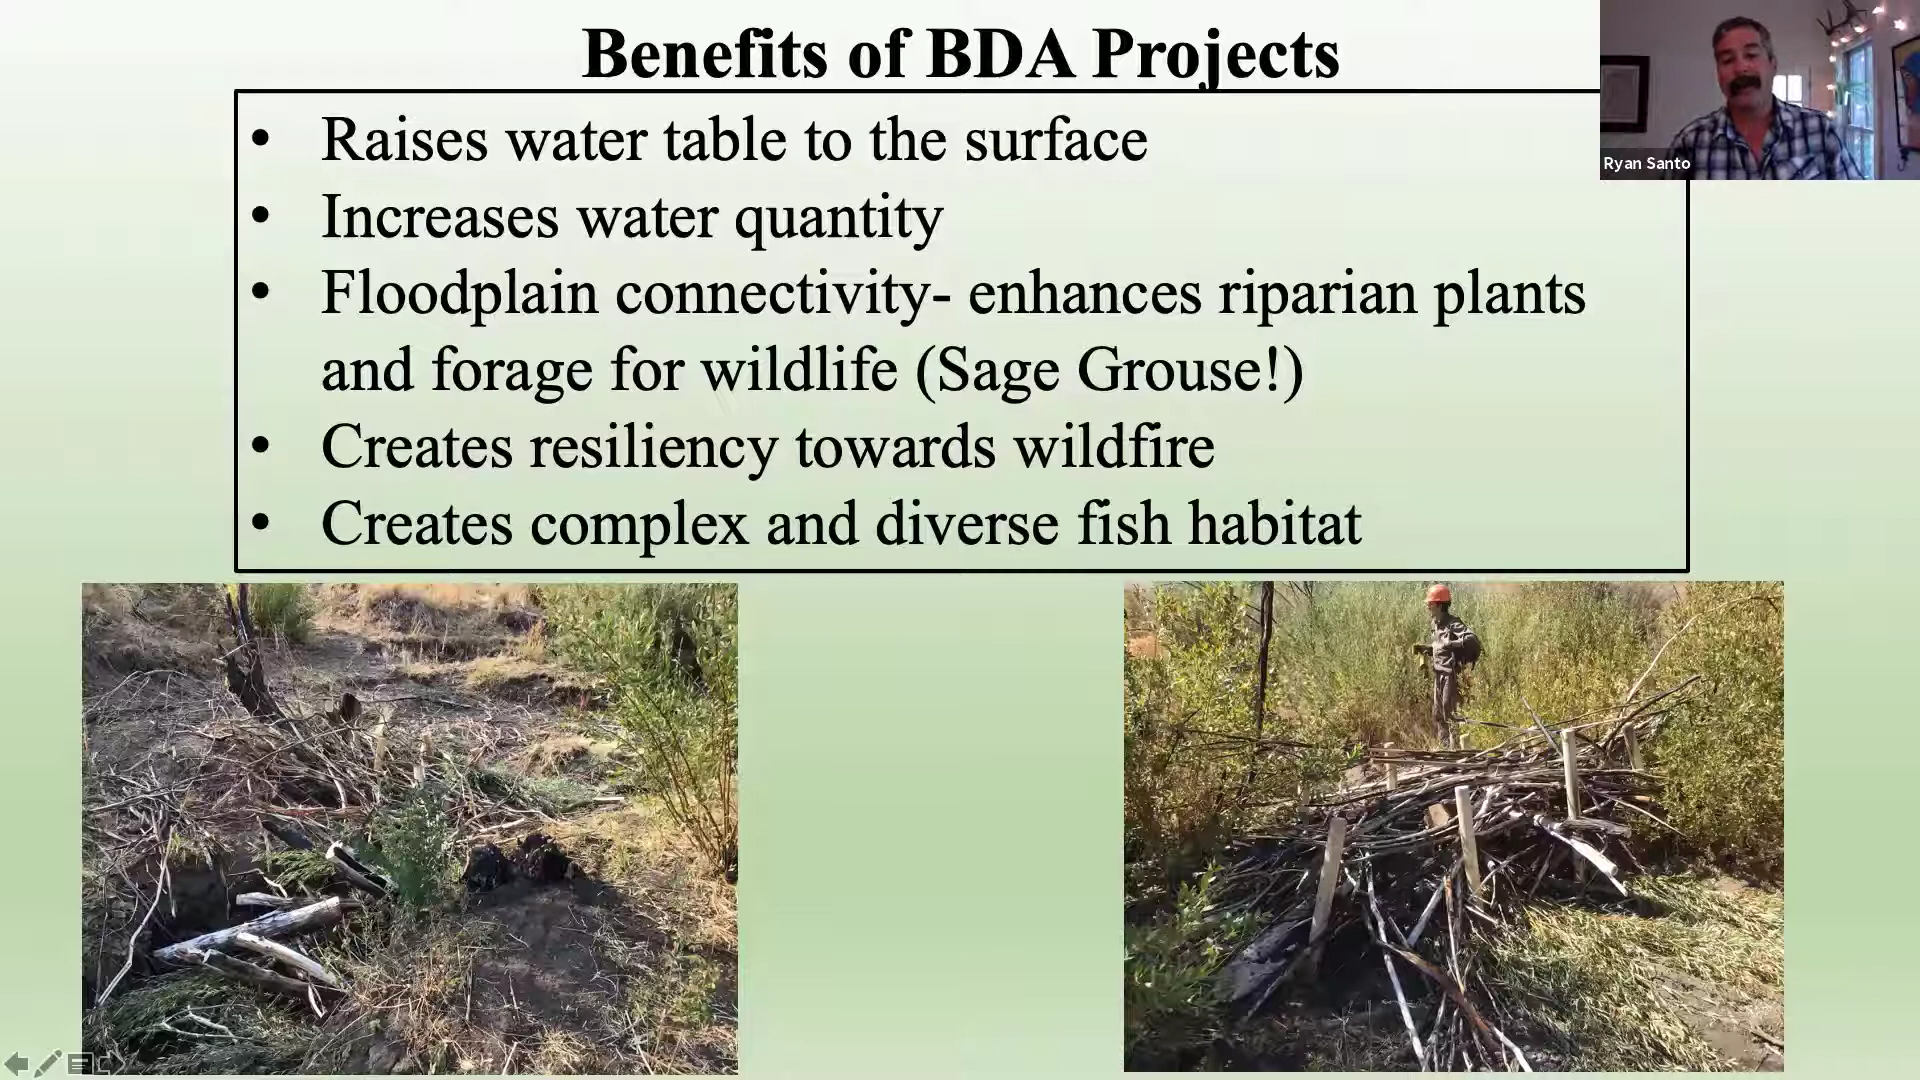 Benefits of BDA Projects
• Raises water table to the surface
• Increases water quantity
• Floodplain connectivity- enhances riparian plants
and forage for wildlife (Sage Grouse!)
• Creates resiliency towards wildfire
• Creates complex and diverse fish habitat
Ryan Santo